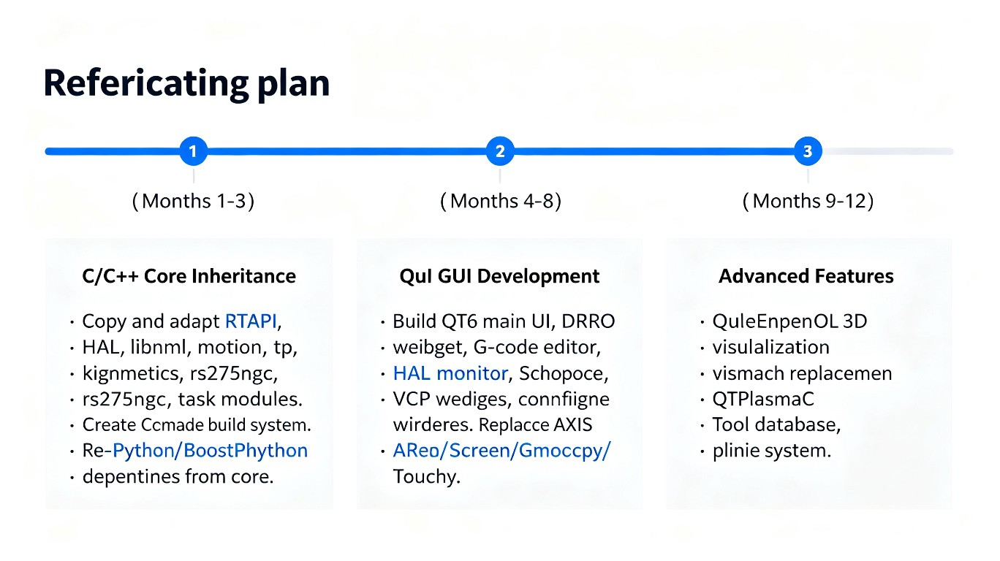 Refericating plan
1
2
3
(Months 1-3)
(Months 4-8)
(Months 9-12)
C/C++ Core Inheritance
· Copy and adapt RTAPI,
· HAL, libnml, motion, tp,
· kignmetics, rs275ngc,
· rs275ngc, task modules.
· Create Ccmade build system.
· Re-Python/BoostPhython
· depentines from core.
QuI GUI Development
· Build QT6 main UI, DRRO
· weibget, G-code editor,
· HAL monitor, Schopoce,
· VCP wediges, connfiigne
wirderes. Replacce AXIS
· AReɒ/Screen/Gmoccpy/
Touchy.
Advanced Features
· QuleEnpenOL 3D
· visulalization
· vismach replacemen
· QTPlasmaC
· Tool database,
· plinie system.